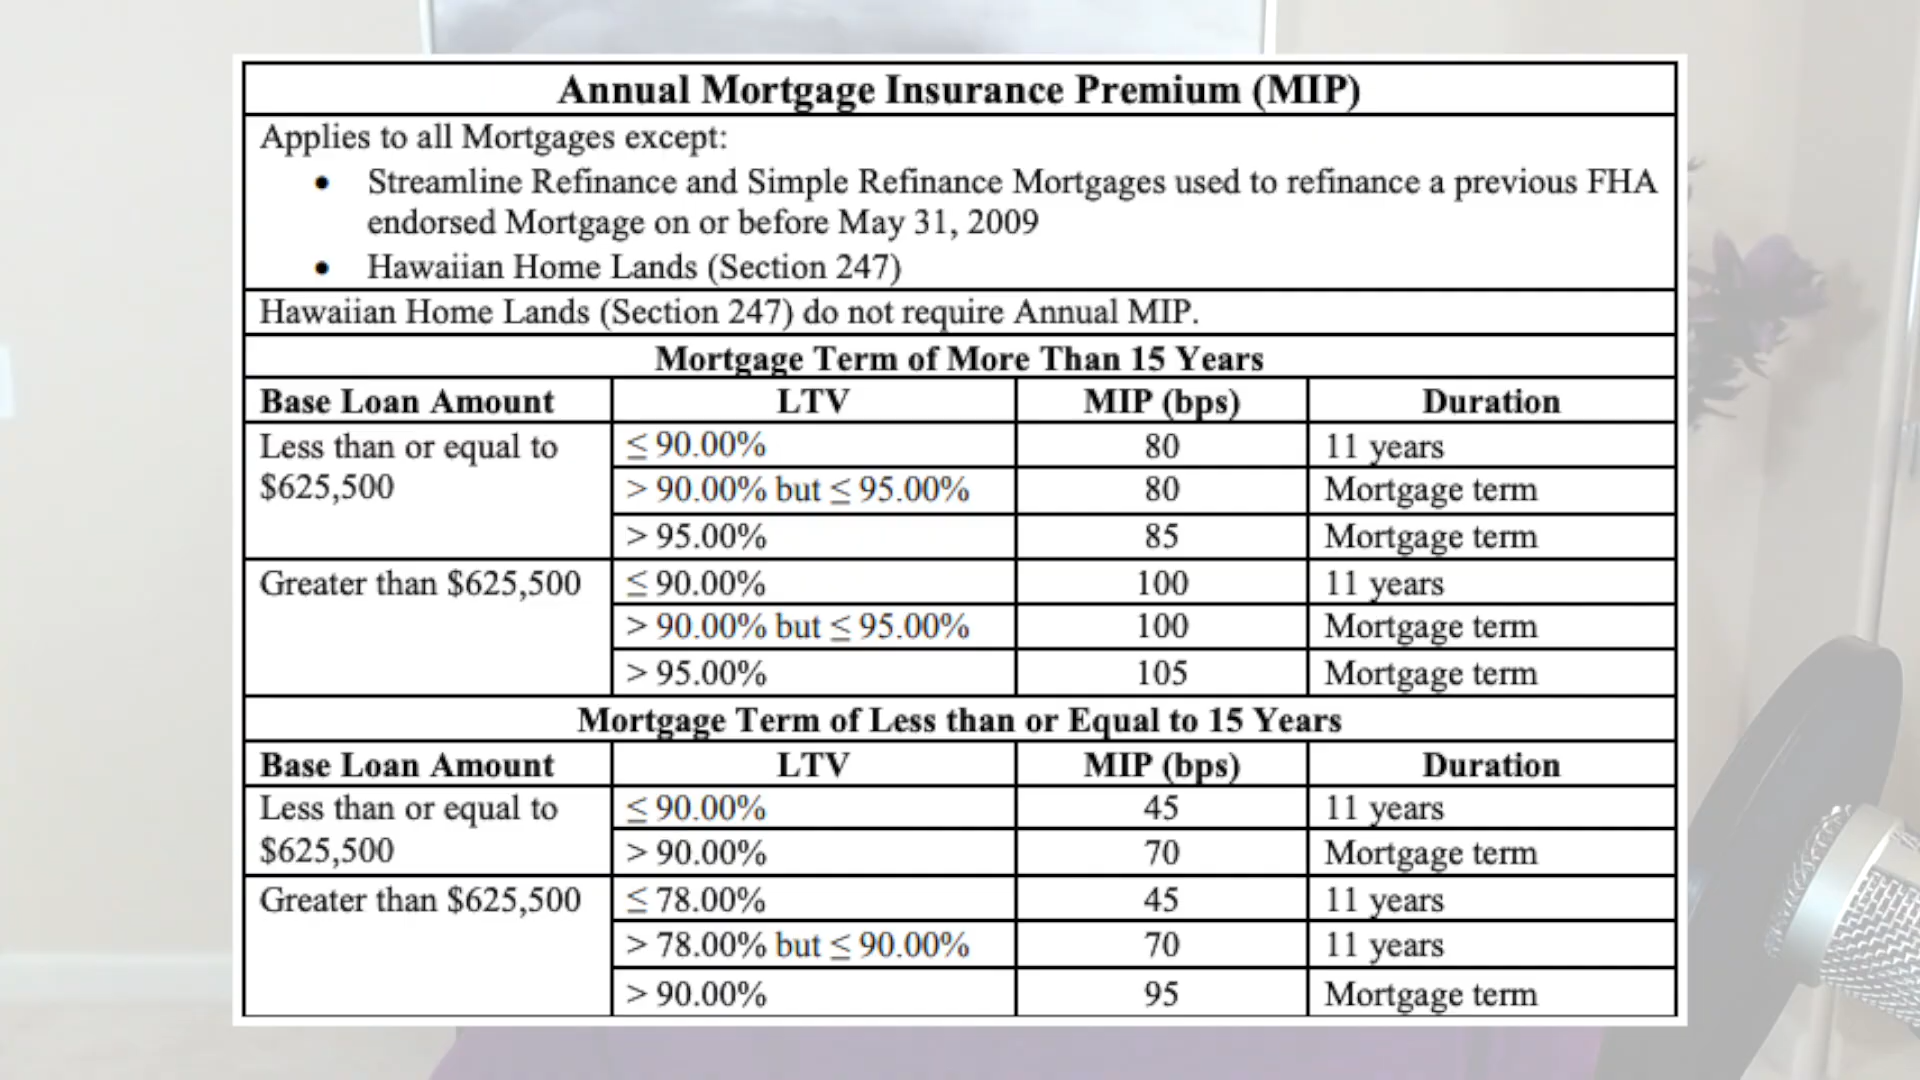 Annual Mortgage Insurance Premium (MIP)
Applies to all Mortgages except:
• Streamline Refinance and Simple Refinance Mortgages used to refinance a previous FHA
endorsed Mortgage on or before May 31, 2009
• Hawaiian Home Lands (Section 247)
Hawaiian Home Lands (Section 247) do not require Annual MIP.
Mortgage Term of More Than 15 Years
Base Loan Amount LTV MIP (bps) Duration
Less than or equal to
$625,500
≤ 90.00% 80 11 years
> 90.00% but ≤ 95.00% 80 Mortgage term
> 95.00% 85 Mortgage term
Greater than $625,500 ≤ 90.00% 100 11 years
> 90.00% but ≤ 95.00% 100 Mortgage term
> 95.00% 105 Mortgage term
Mortgage Term of Less than or Equal to 15 Years
Base Loan Amount LTV MIP (bps) Duration
Less than or equal to
$625,500
≤ 90.00% 45 11 years
> 90.00% 70 Mortgage term
Greater than $625,500 ≤ 78.00% 45 11 years
> 78.00% but ≤ 90.00% 70 11 years
> 90.00% 95 Mortgage term